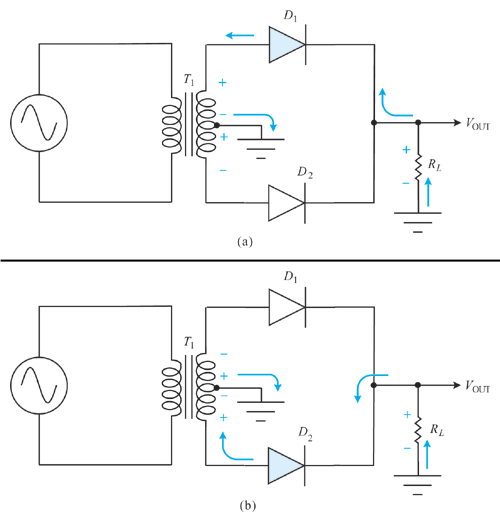 D1
T1
+
−
+
−
VOUT
+
−
RL
D2
(a)
D1
T1
−
+
−
+
VOUT
+
−
RL
D2
(b)